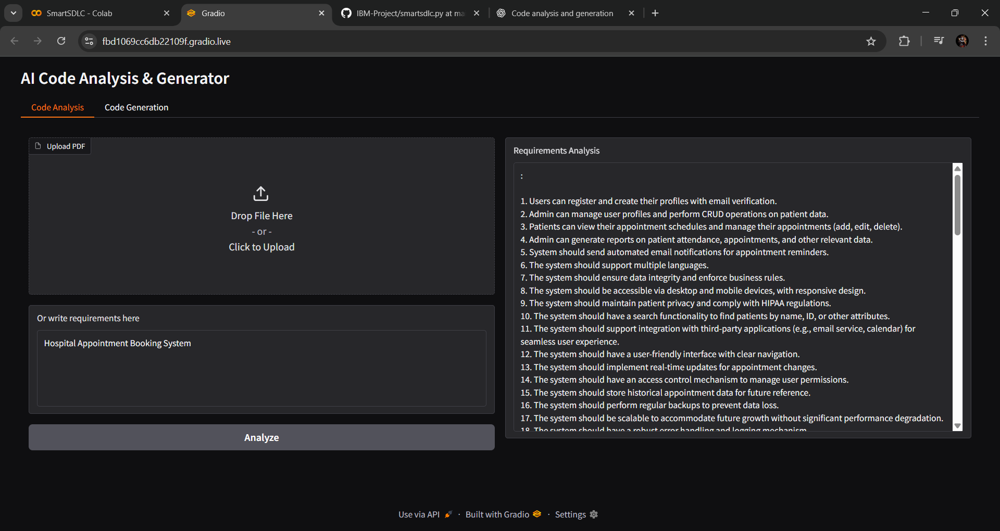 SmartSDLC - Colab
Gradio
IBM-Project/smartsdlc.py at ma
Code analysis and generation
fbd1069cc6db22109f.gradio.live
AI Code Analysis & Generator
Code Analysis
Code Generation
Upload PDF
Drop File Here
- or -
Click to Upload
Or write requirements here
Hospital Appointment Booking System
Analyze
Requirements Analysis
:
1. Users can register and create their profiles with email verification.
2. Admin can manage user profiles and perform CRUD operations on patient data.
3. Patients can view their appointment schedules and manage their appointments (add, edit, delete).
4. Admin can generate reports on patient attendance, appointments, and other relevant data.
5. System should send automated email notifications for appointment reminders.
6. The system should support multiple languages.
7. The system should ensure data integrity and enforce business rules.
8. The system should be accessible via desktop and mobile devices, with responsive design.
9. The system should maintain patient privacy and comply with HIPAA regulations.
10. The system should have a search functionality to find patients by name, ID, or other attributes.
11. The system should support integration with third-party applications (e.g., email service, calendar) for
seamless user experience.
12. The system should have a user-friendly interface with clear navigation.
13. The system should implement real-time updates for appointment changes.
14. The system should have an access control mechanism to manage user permissions.
15. The system should store historical appointment data for future reference.
16. The system should perform regular backups to prevent data loss.
17. The system should be scalable to accommodate future growth without significant performance degradation.
18. The system should have a robust error handling and logging mechanism.
Use via API · Built with Gradio · Settings